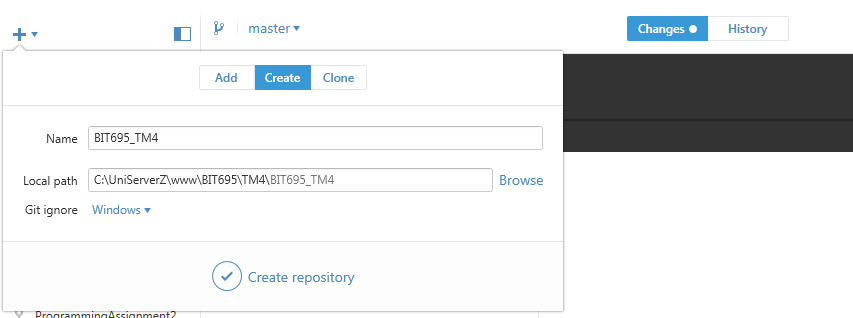 master
Changes History
Add Create Clone
Name BIT695_TM4
Local path C:\UniServerZ\www\BIT695\TM4\BIT695_TM4 Browse
Git ignore Windows
Create repository
ProgrammingAssignment2